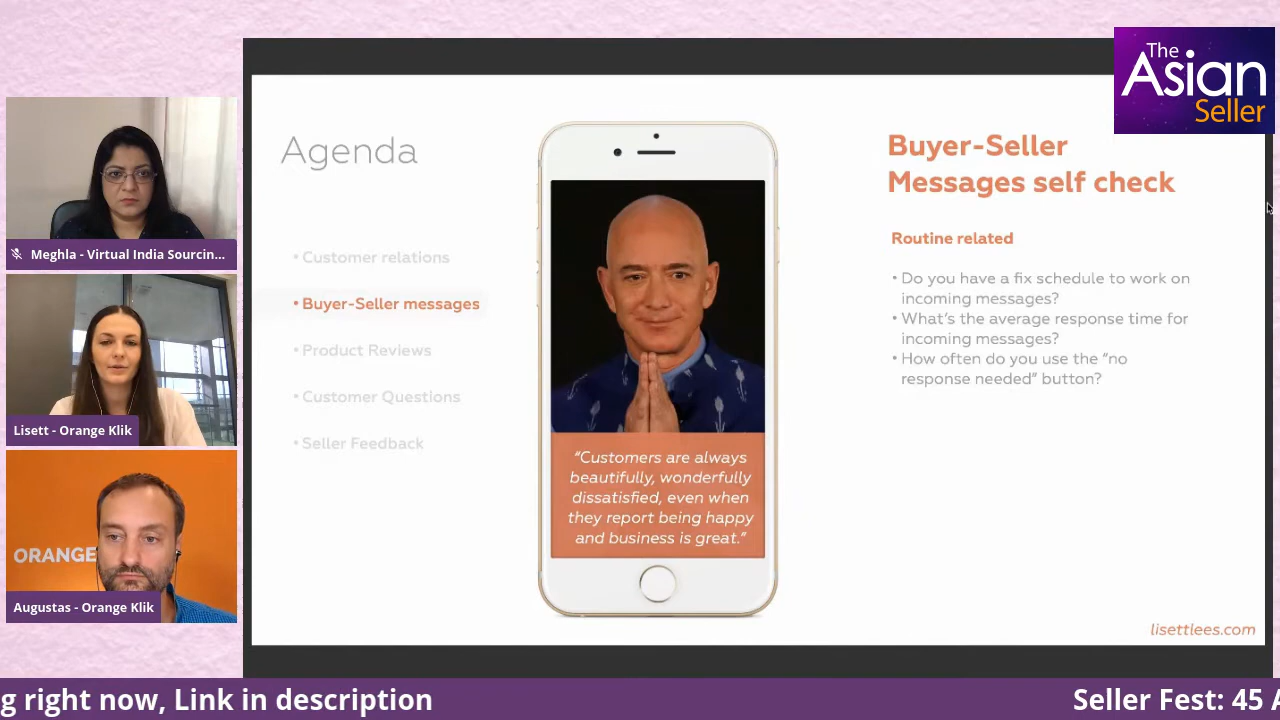 The
Asian
Seller
Meghla - Virtual India Sourcin...
Lisett - Orange Klik
ORANGE
Augustas - Orange Klik
Agenda
• Customer relations
• Buyer-Seller messages
• Product Reviews
• Customer Questions
• Seller Feedback
“Customers are always
beautifully, wonderfully
dissatisfied, even when
they report being happy
and business is great.”
Buyer-Seller
Messages self check
Routine related
• Do you have a fix schedule to work on
incoming messages?
• What’s the average response time for
incoming messages?
• How often do you use the “no
response needed” button?
lisettlees.com
g right now, Link in description
Seller Fest: 45 A